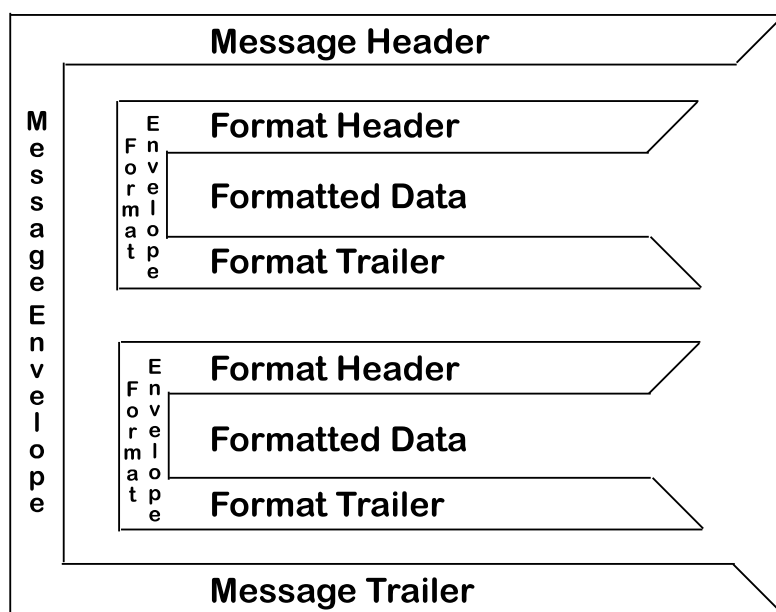 Message Header
Message Envelope
Format Header
Format Envelope
Formatted Data
Format Trailer
Format Header
Format Envelope
Formatted Data
Format Trailer
Message Trailer